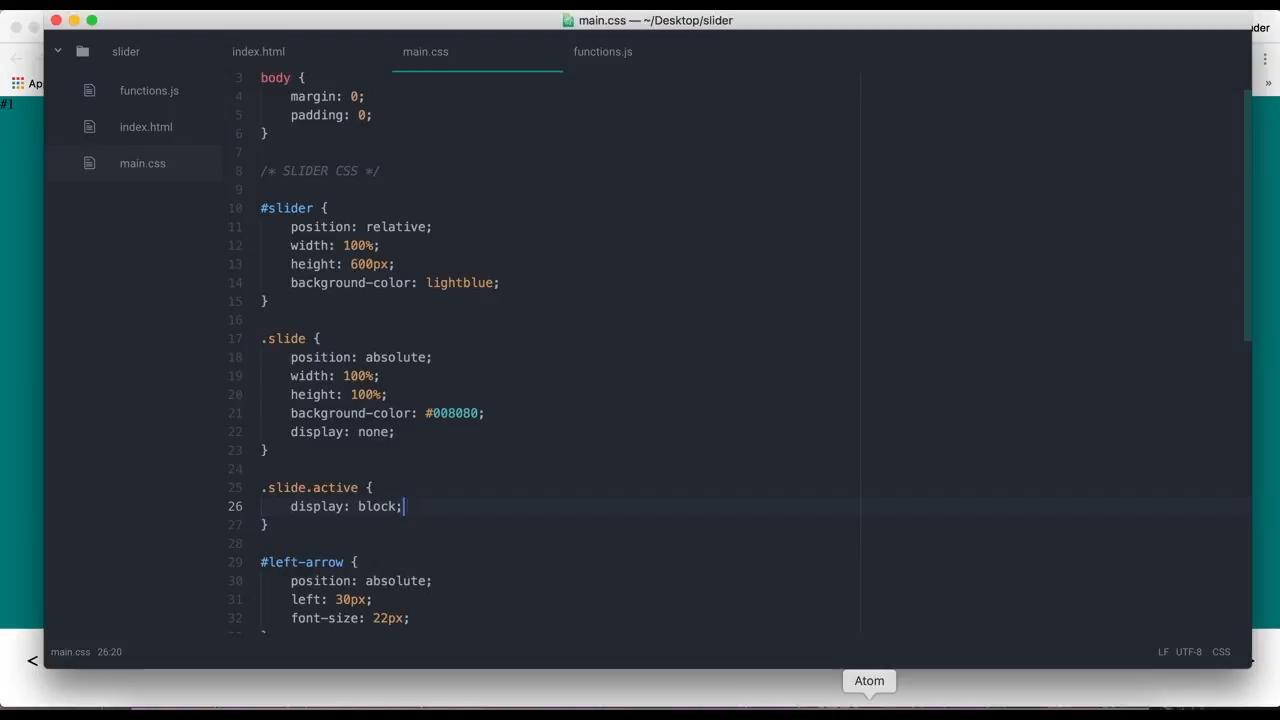 main.css — ~/Desktop/slider
der
App
#1
slider
functions.js
index.html
main.css
index.html
main.css
functions.js
3 body {
4 margin: 0;
5 padding: 0;
6 }
7
8 /* SLIDER CSS */
9
10 #slider {
11 position: relative;
12 width: 100%;
13 height: 600px;
14 background-color: lightblue;
15 }
16
17 .slide {
18 position: absolute;
19 width: 100%;
20 height: 100%;
21 background-color: #008080;
22 display: none;
23 }
24
25 .slide.active {
26 display: block;
27 }
28
29 #left-arrow {
30 position: absolute;
31 left: 30px;
32 font-size: 22px;
<
main.css 26:20
LF UTF-8 CSS
Atom